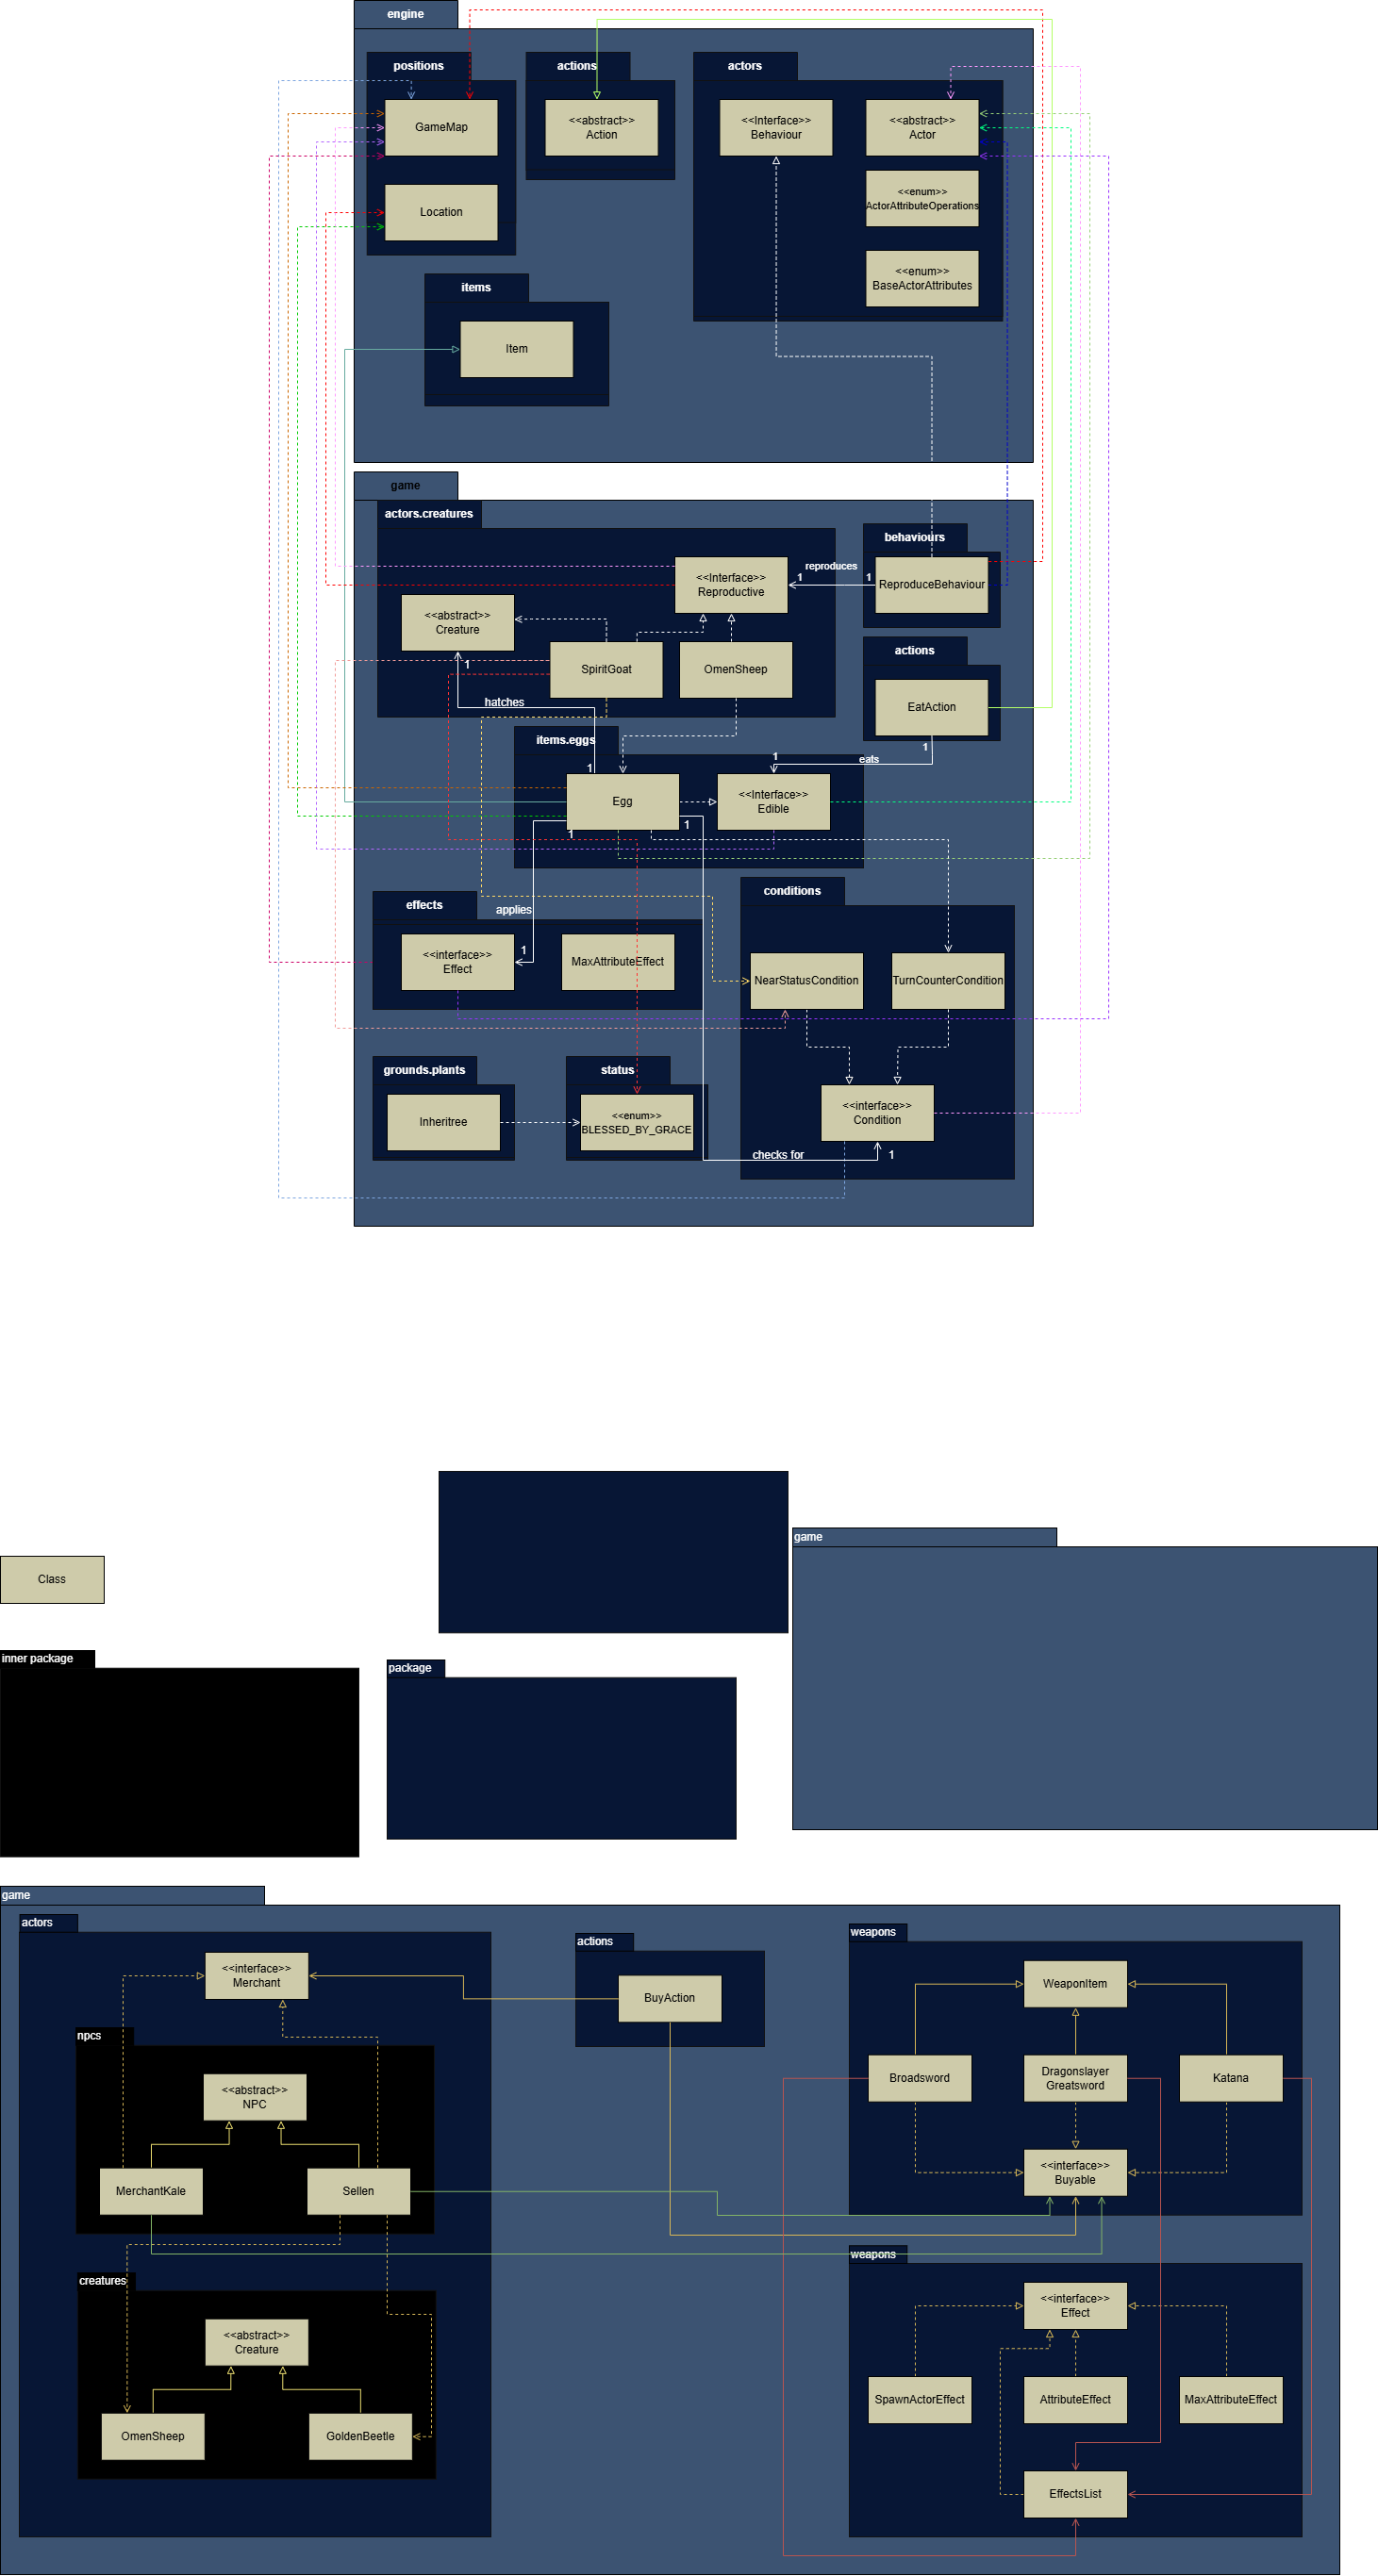 engine
positions
actions
actors
GameMap
<<abstract>>
Action
<<Interface>>
Behaviour
<<abstract>>
Actor
<<enum>>
ActorAttributeOperations
Location
<<enum>>
BaseActorAttributes
items
Item
game
actors.creatures
behaviours
<<Interface>>
Reproductive
reproduces
1
1
ReproduceBehaviour
<<abstract>>
Creature
1
SpiritGoat
OmenSheep
actions
EatAction
hatches
items.eggs
1
eats
1
1
Egg
<<Interface>>
Edible
1
1
effects
conditions
applies
<<interface>>
Effect
1
MaxAttributeEffect
NearStatusCondition
TurnCounterCondition
grounds.plants
status
Inheritree
<<enum>>
BLESSED_BY_GRACE
<<interface>>
Condition
checks for
1
game
Class
inner package
package
game
actors
actions
weapons
<<interface>>
Merchant
BuyAction
WeaponItem
npcs
<<abstract>>
NPC
Broadsword
Dragonslayer
Greatsword
Katana
MerchantKale
Sellen
<<interface>>
Buyable
weapons
creatures
<<abstract>>
Creature
<<interface>>
Effect
SpawnActorEffect
AttributeEffect
MaxAttributeEffect
OmenSheep
GoldenBeetle
EffectsList